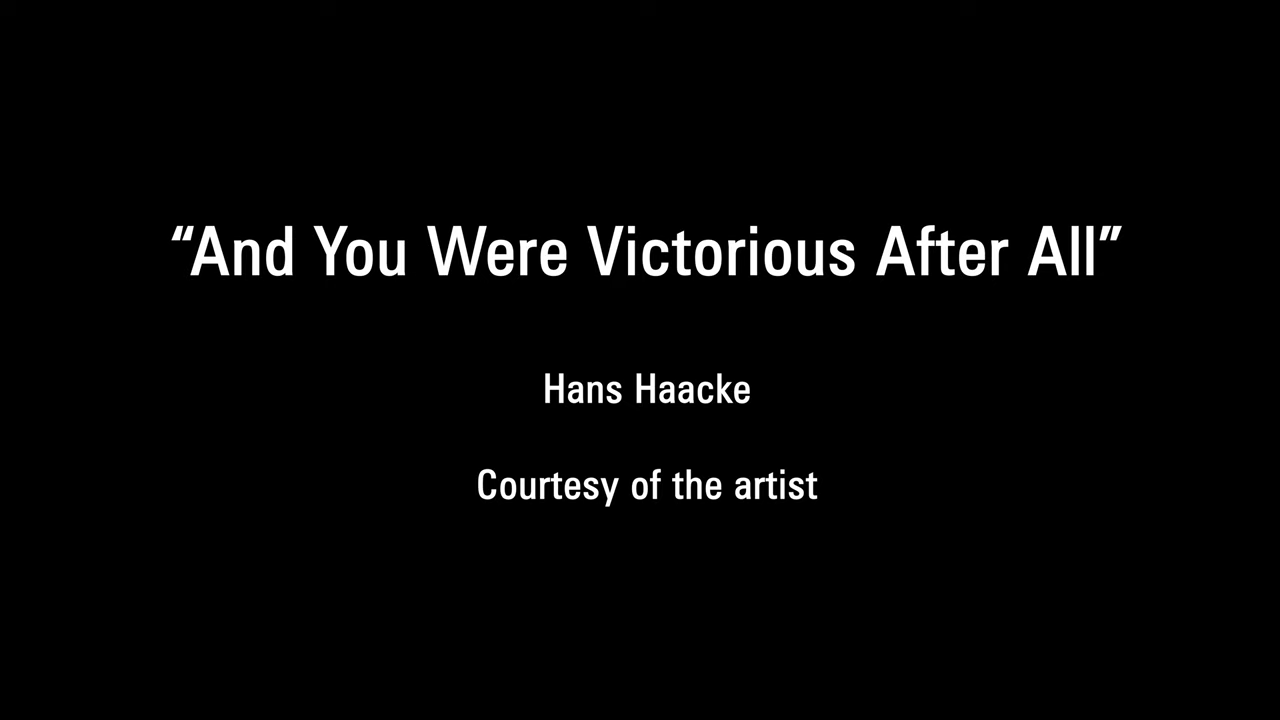 “And You Were Victorious After All”
Hans Haacke
Courtesy of the artist